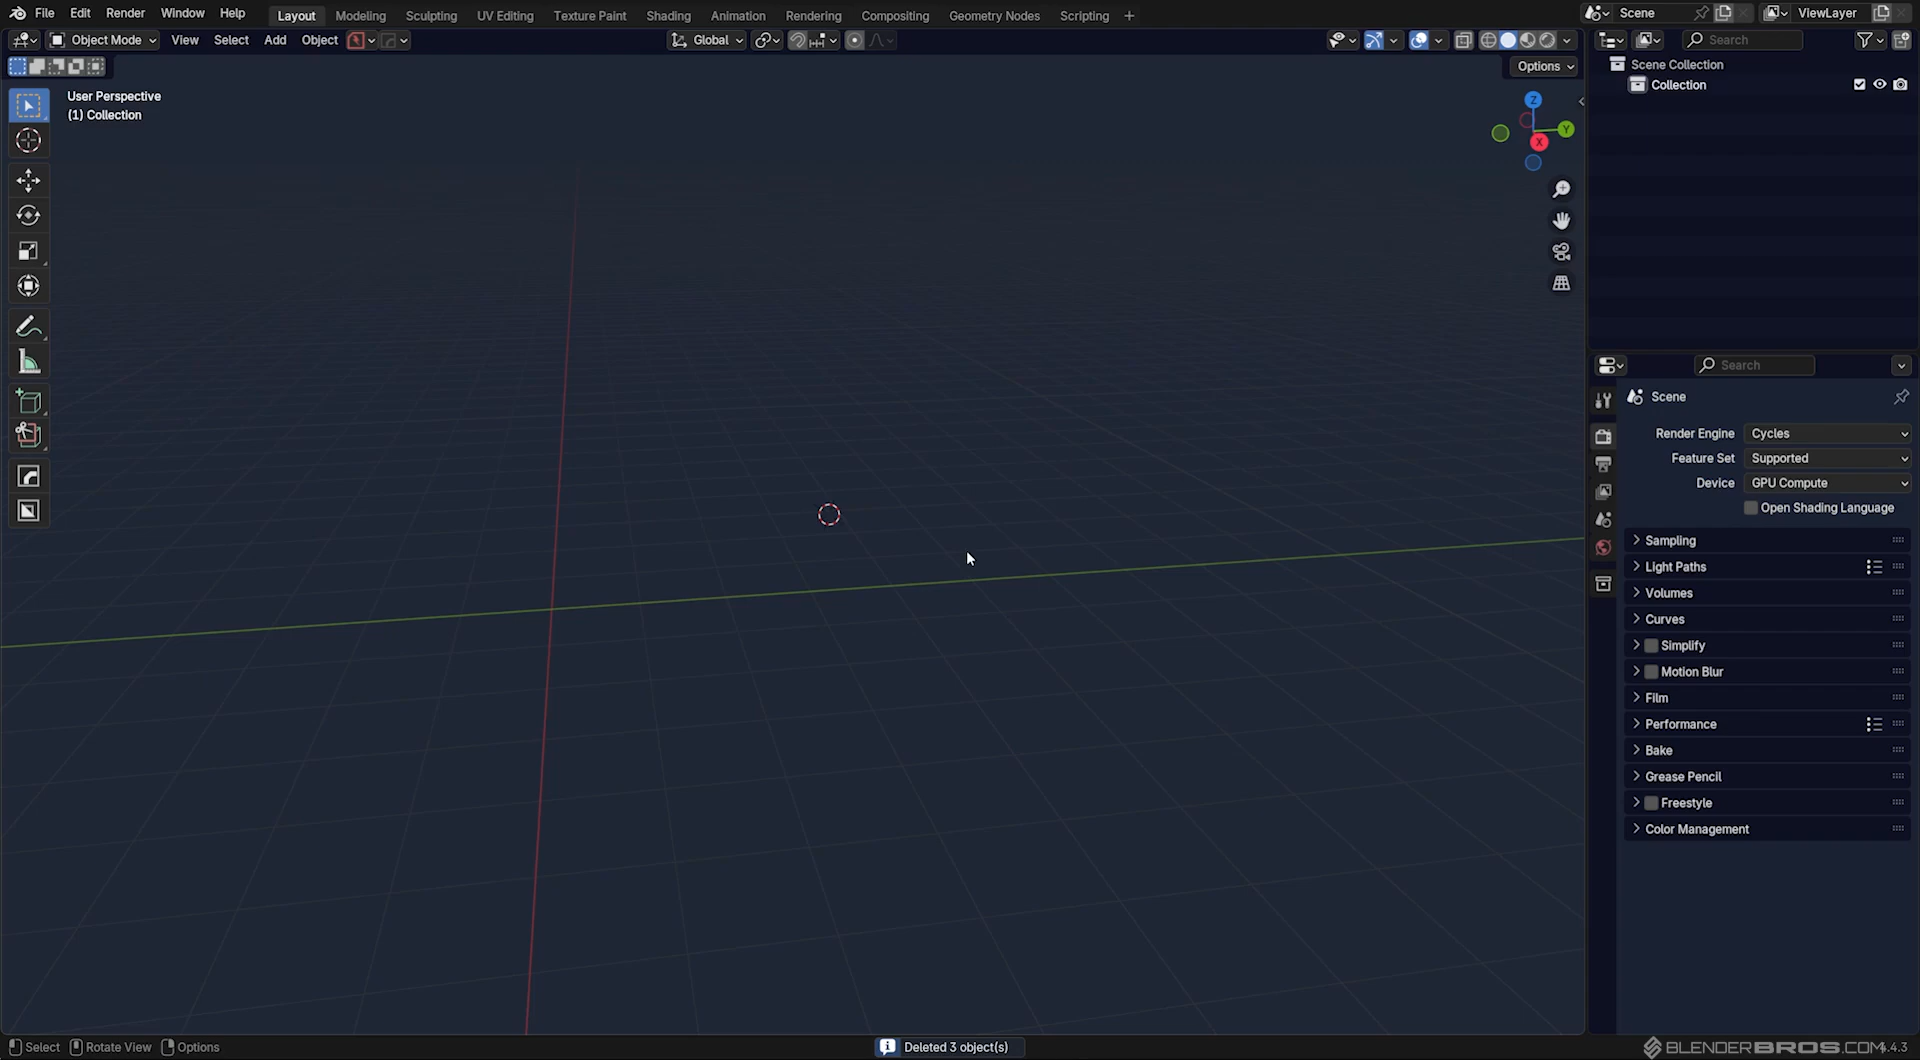 File Edit Render Window Help Layout Modeling Sculpting UV Editing Texture Paint Shading Animation Rendering Compositing Geometry Nodes Scripting + Scene ViewLayer
Object Mode View Select Add Object Global Search
Options
User Perspective
(1) Collection
Z
Y
X
Scene Collection
Collection
Search
Scene
Render Engine Cycles
Feature Set Supported
Device GPU Compute
Open Shading Language
Sampling
Light Paths
Volumes
Curves
Simplify
Motion Blur
Film
Performance
Bake
Grease Pencil
Freestyle
Color Management
Select Rotate View Options Deleted 3 object(s) BLENDERBROS.COM 4.4.3